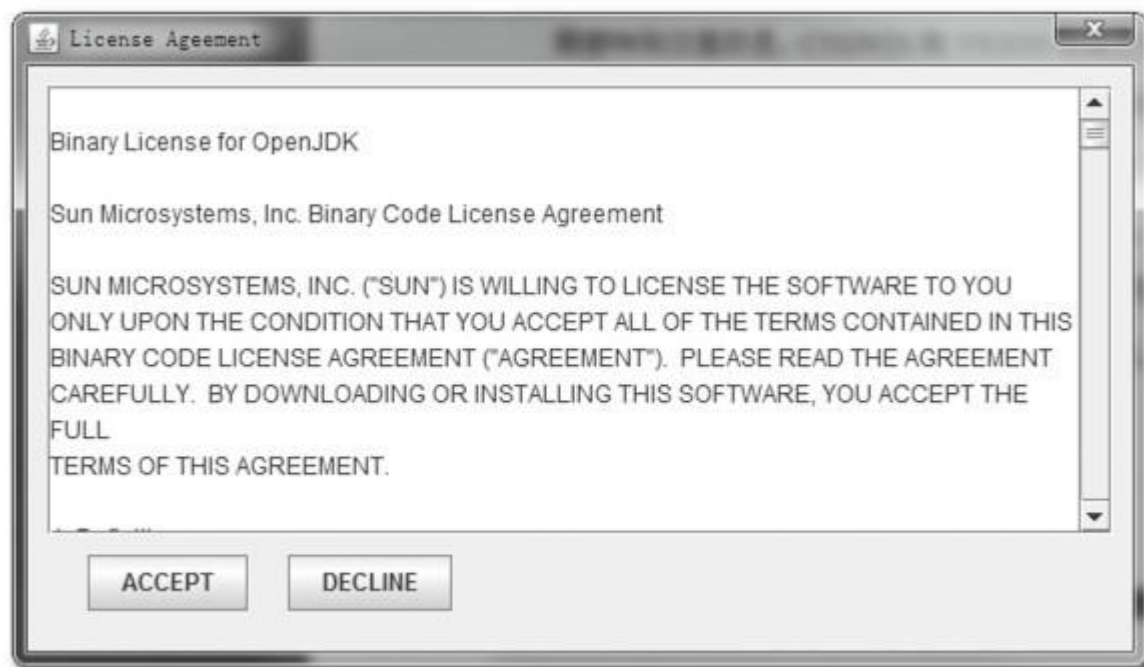 License Ageement
Binary License for OpenJDK
Sun Microsystems, Inc. Binary Code License Agreement
SUN MICROSYSTEMS, INC. ("SUN") IS WILLING TO LICENSE THE SOFTWARE TO YOU
ONLY UPON THE CONDITION THAT YOU ACCEPT ALL OF THE TERMS CONTAINED IN THIS
BINARY CODE LICENSE AGREEMENT ("AGREEMENT").  PLEASE READ THE AGREEMENT
CAREFULLY.  BY DOWNLOADING OR INSTALLING THIS SOFTWARE, YOU ACCEPT THE
FULL
TERMS OF THIS AGREEMENT.
ACCEPT DECLINE